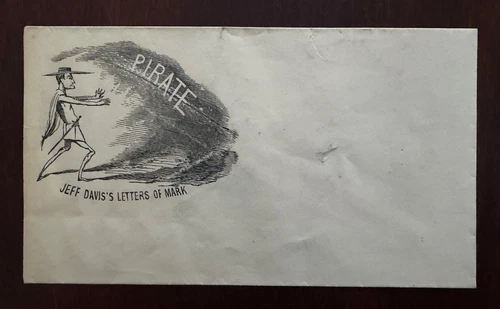 PIRATE
JEFF DAVIS'S LETTERS OF MARK